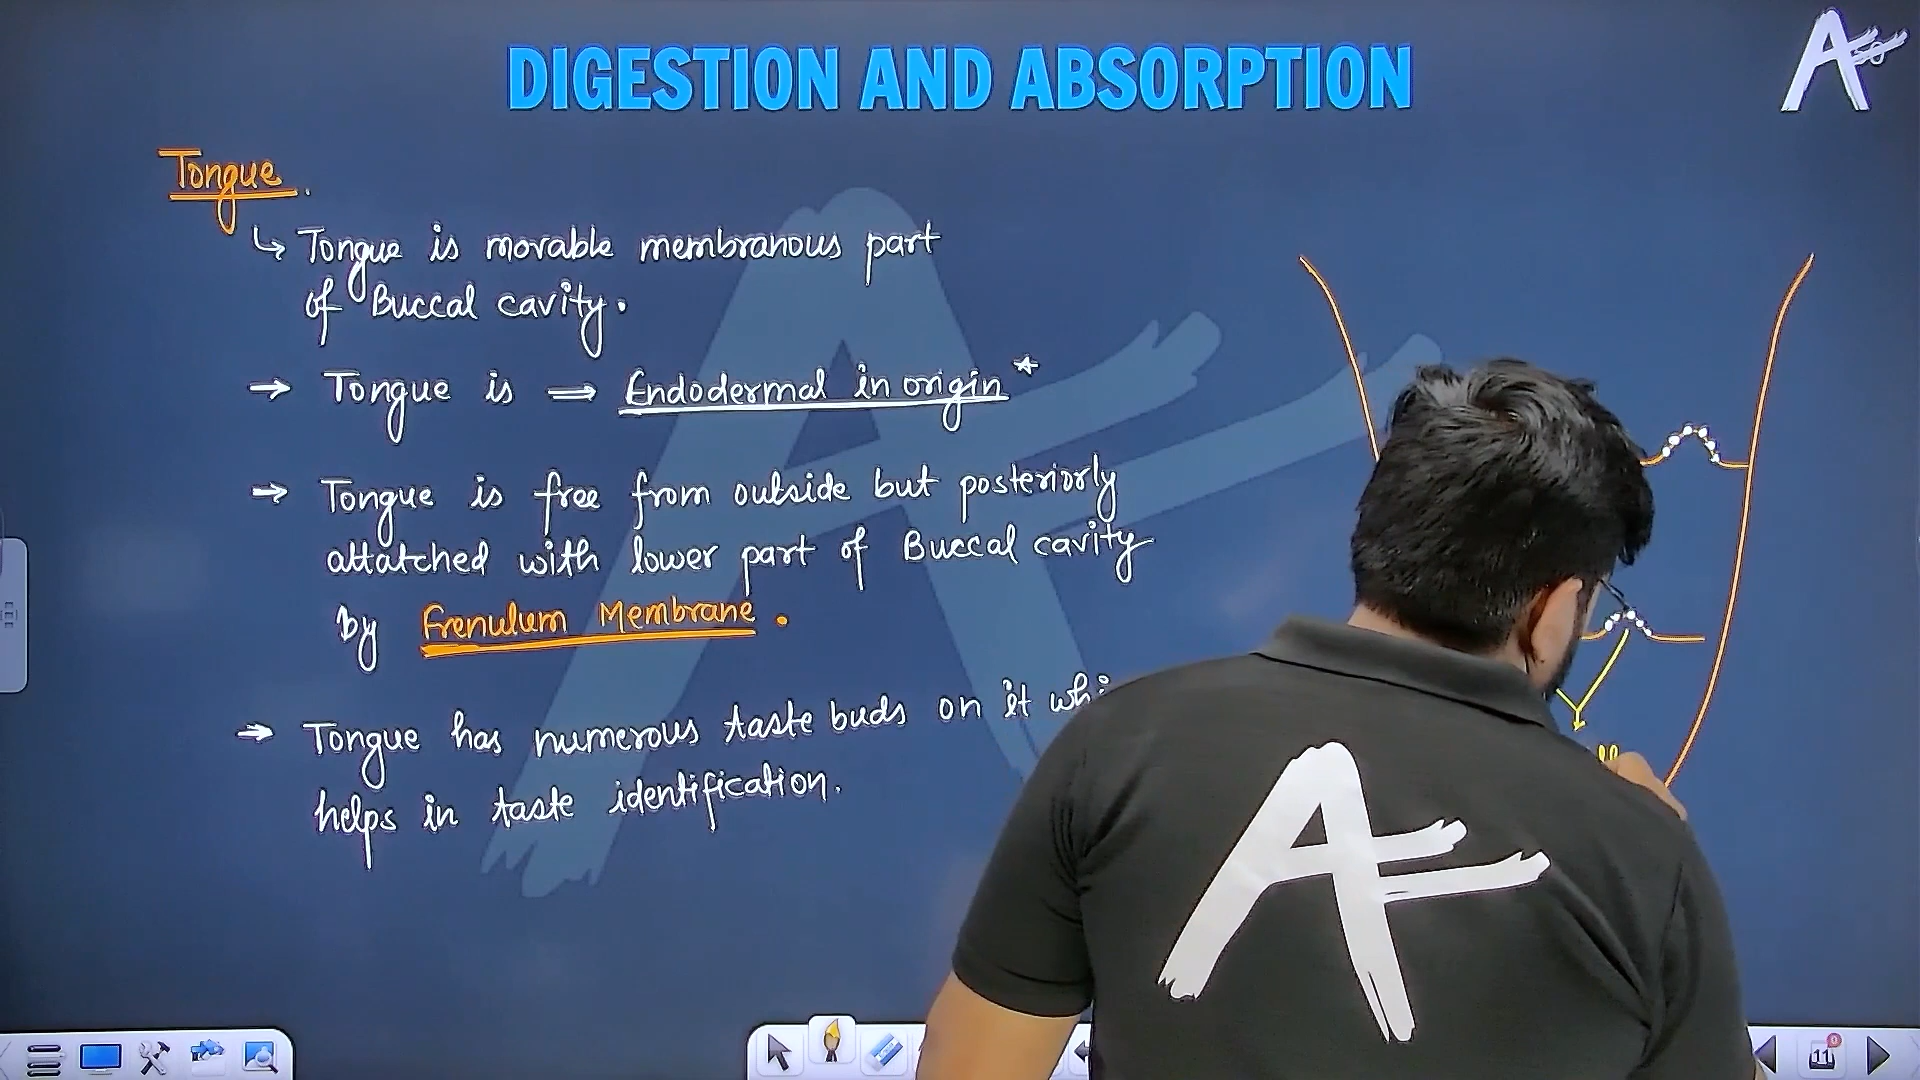 DIGESTION AND ABSORPTION
Tongue.
↳ Tongue is movable membranous part
of Buccal cavity.
→ Tongue is ⇒ Endodermal in origin *
→ Tongue is free from outside but posteriorly
attatched with lower part of Buccal cavity
by Frenulum Membrane.
→ Tongue has numerous taste buds on it
helps in taste identification.
11